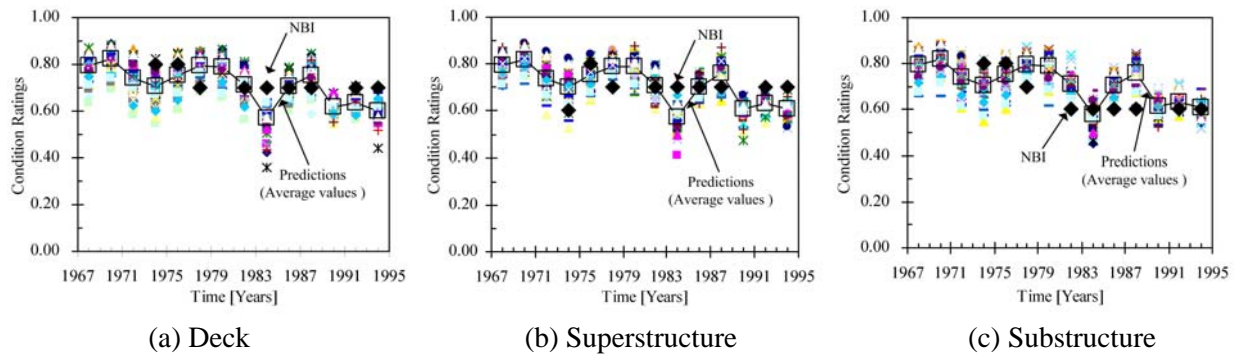 1.00
0.80
0.60
0.40
0.20
0.00
Condition Ratings
NBI
Predictions
(Average values )
1967 1971 1975 1979 1983 1987 1991 1995
Time [Years]
(a) Deck
1.00
0.80
0.60
0.40
0.20
0.00
Condition Ratings
NBI
Predictions
(Average values )
1967 1971 1975 1979 1983 1987 1991 1995
Time [Years]
(b) Superstructure
1.00
0.80
0.60
0.40
0.20
0.00
Condition Ratings
NBI
Predictions
(Average values )
1967 1971 1975 1979 1983 1987 1991 1995
Time [Years]
(c) Substructure